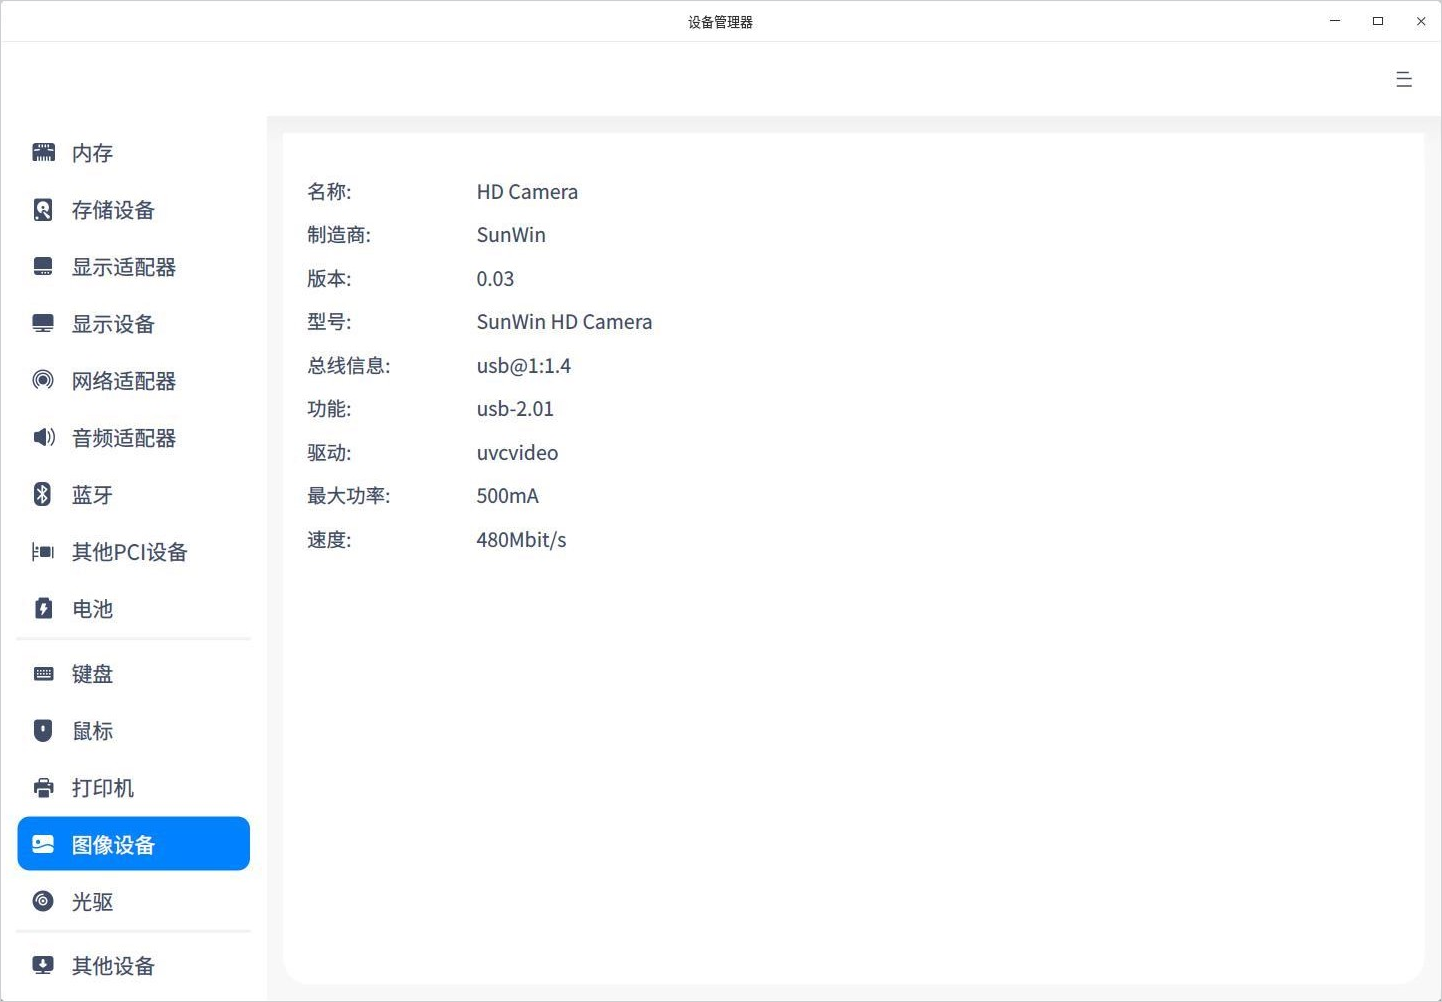 设备管理器
内存
存储设备
显示适配器
显示设备
网络适配器
音频适配器
蓝牙
其他PCI设备
电池
键盘
鼠标
打印机
图像设备
光驱
其他设备
名称: HD Camera
制造商: SunWin
版本: 0.03
型号: SunWin HD Camera
总线信息: usb@1:1.4
功能: usb-2.01
驱动: uvcvideo
最大功率: 500mA
速度: 480Mbit/s